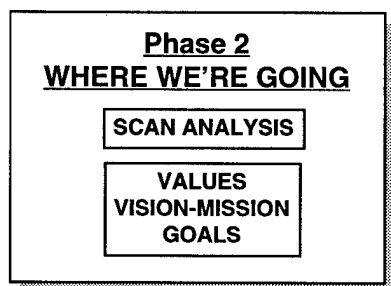 Phase 2
WHERE WE'RE GOING
SCAN ANALYSIS
VALUES
VISION-MISSION
GOALS